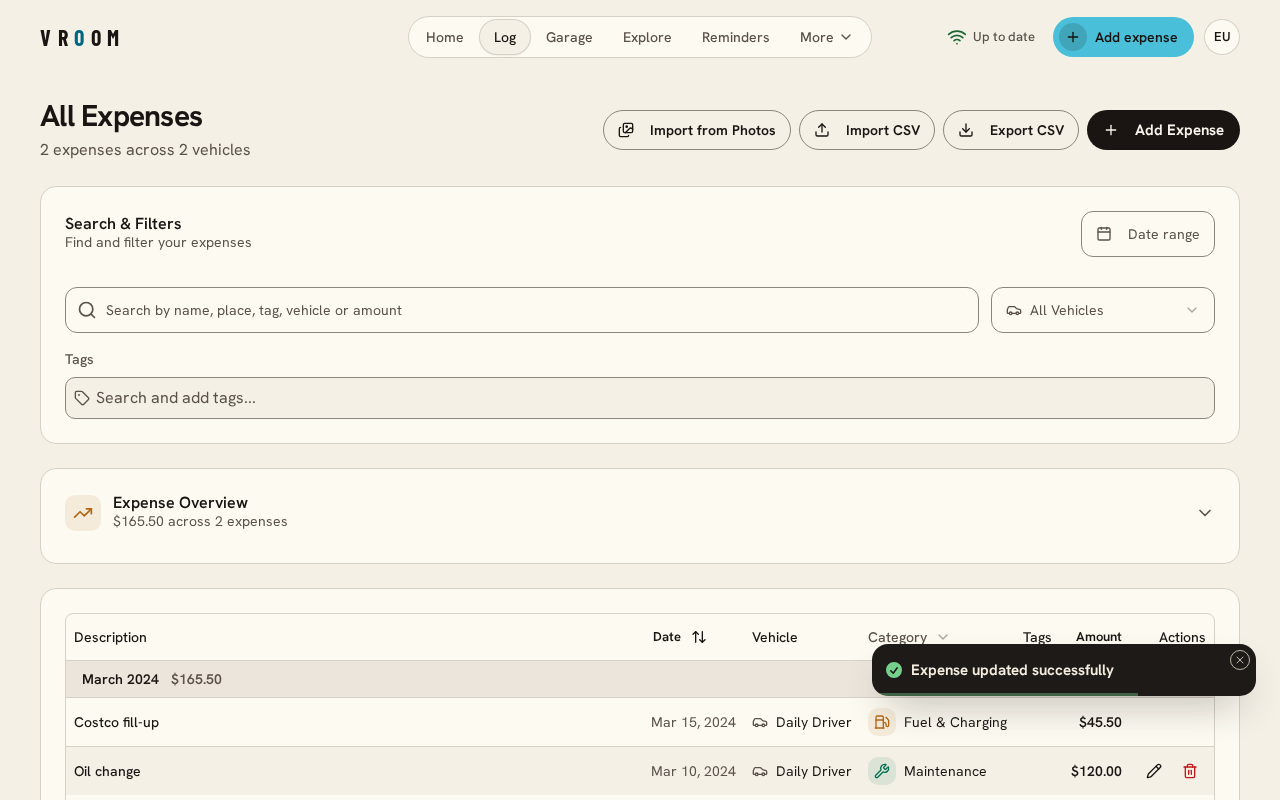 VROOM
Home
Log
Garage
Explore
Reminders
More
Up to date
Add expense
EU
All Expenses
2 expenses across 2 vehicles
Import from Photos
Import CSV
Export CSV
Add Expense
Search & Filters
Find and filter your expenses
Date range
Search by name, place, tag, vehicle or amount
All Vehicles
Tags
Search and add tags...
Expense Overview
$165.50 across 2 expenses
Description
Date
Vehicle
Category
Tags
Amount
Actions
March 2024 $165.50
Expense updated successfully
Costco fill-up
Mar 15, 2024
Daily Driver
Fuel & Charging
$45.50
Oil change
Mar 10, 2024
Daily Driver
Maintenance
$120.00